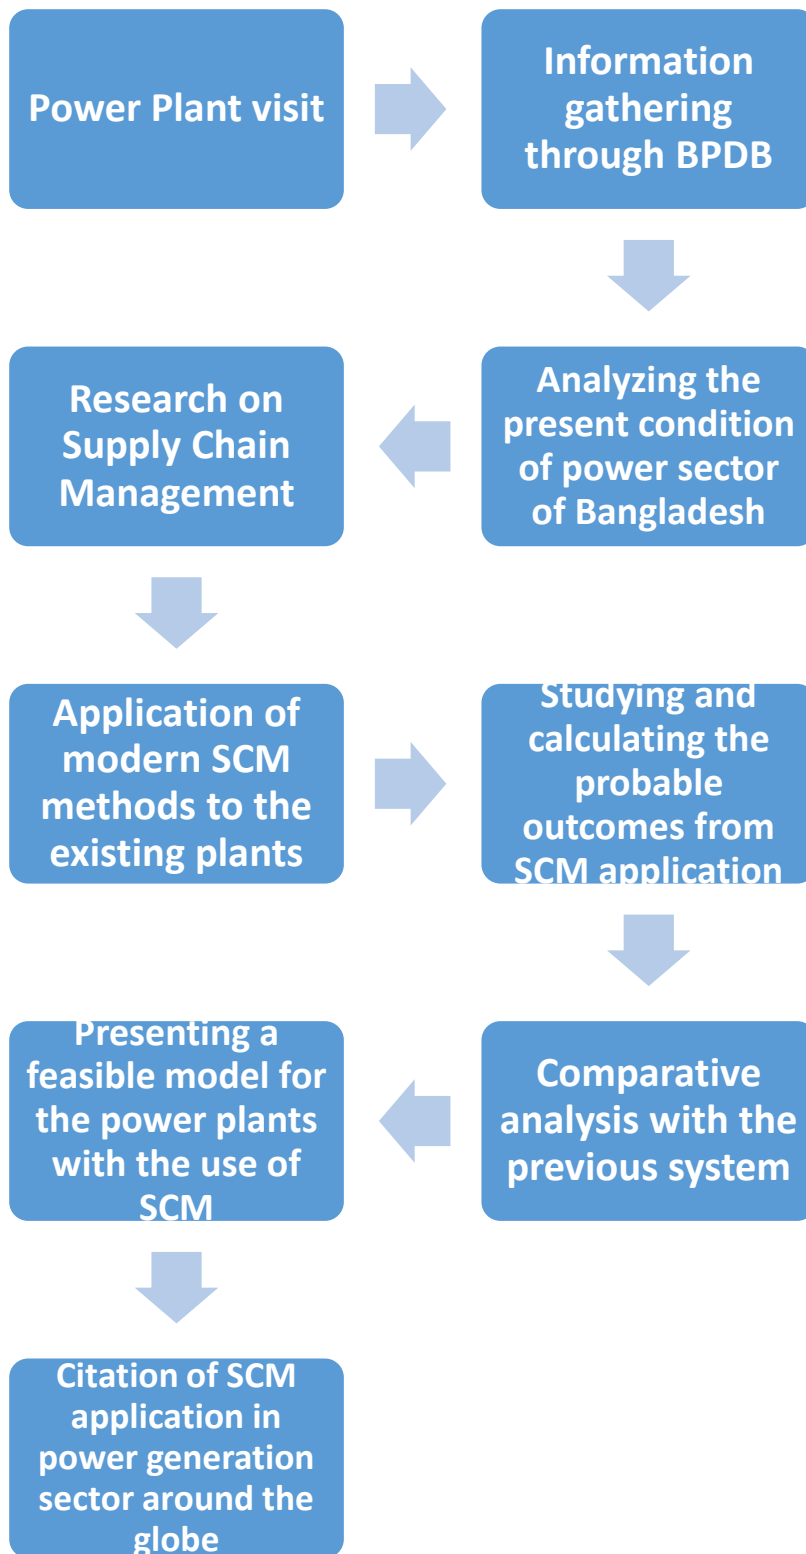 Power Plant visit
Information
gathering
through BPDB
Analyzing the
present condition
of power sector
of Bangladesh
Research on
Supply Chain
Management
Application of
modern SCM
methods to the
existing plants
Studying and
calculating the
probable
outcomes from
SCM application
Comparative
analysis with the
previous system
Presenting a
feasible model for
the power plants
with the use of
SCM
Citation of SCM
application in
power generation
sector around the
globe